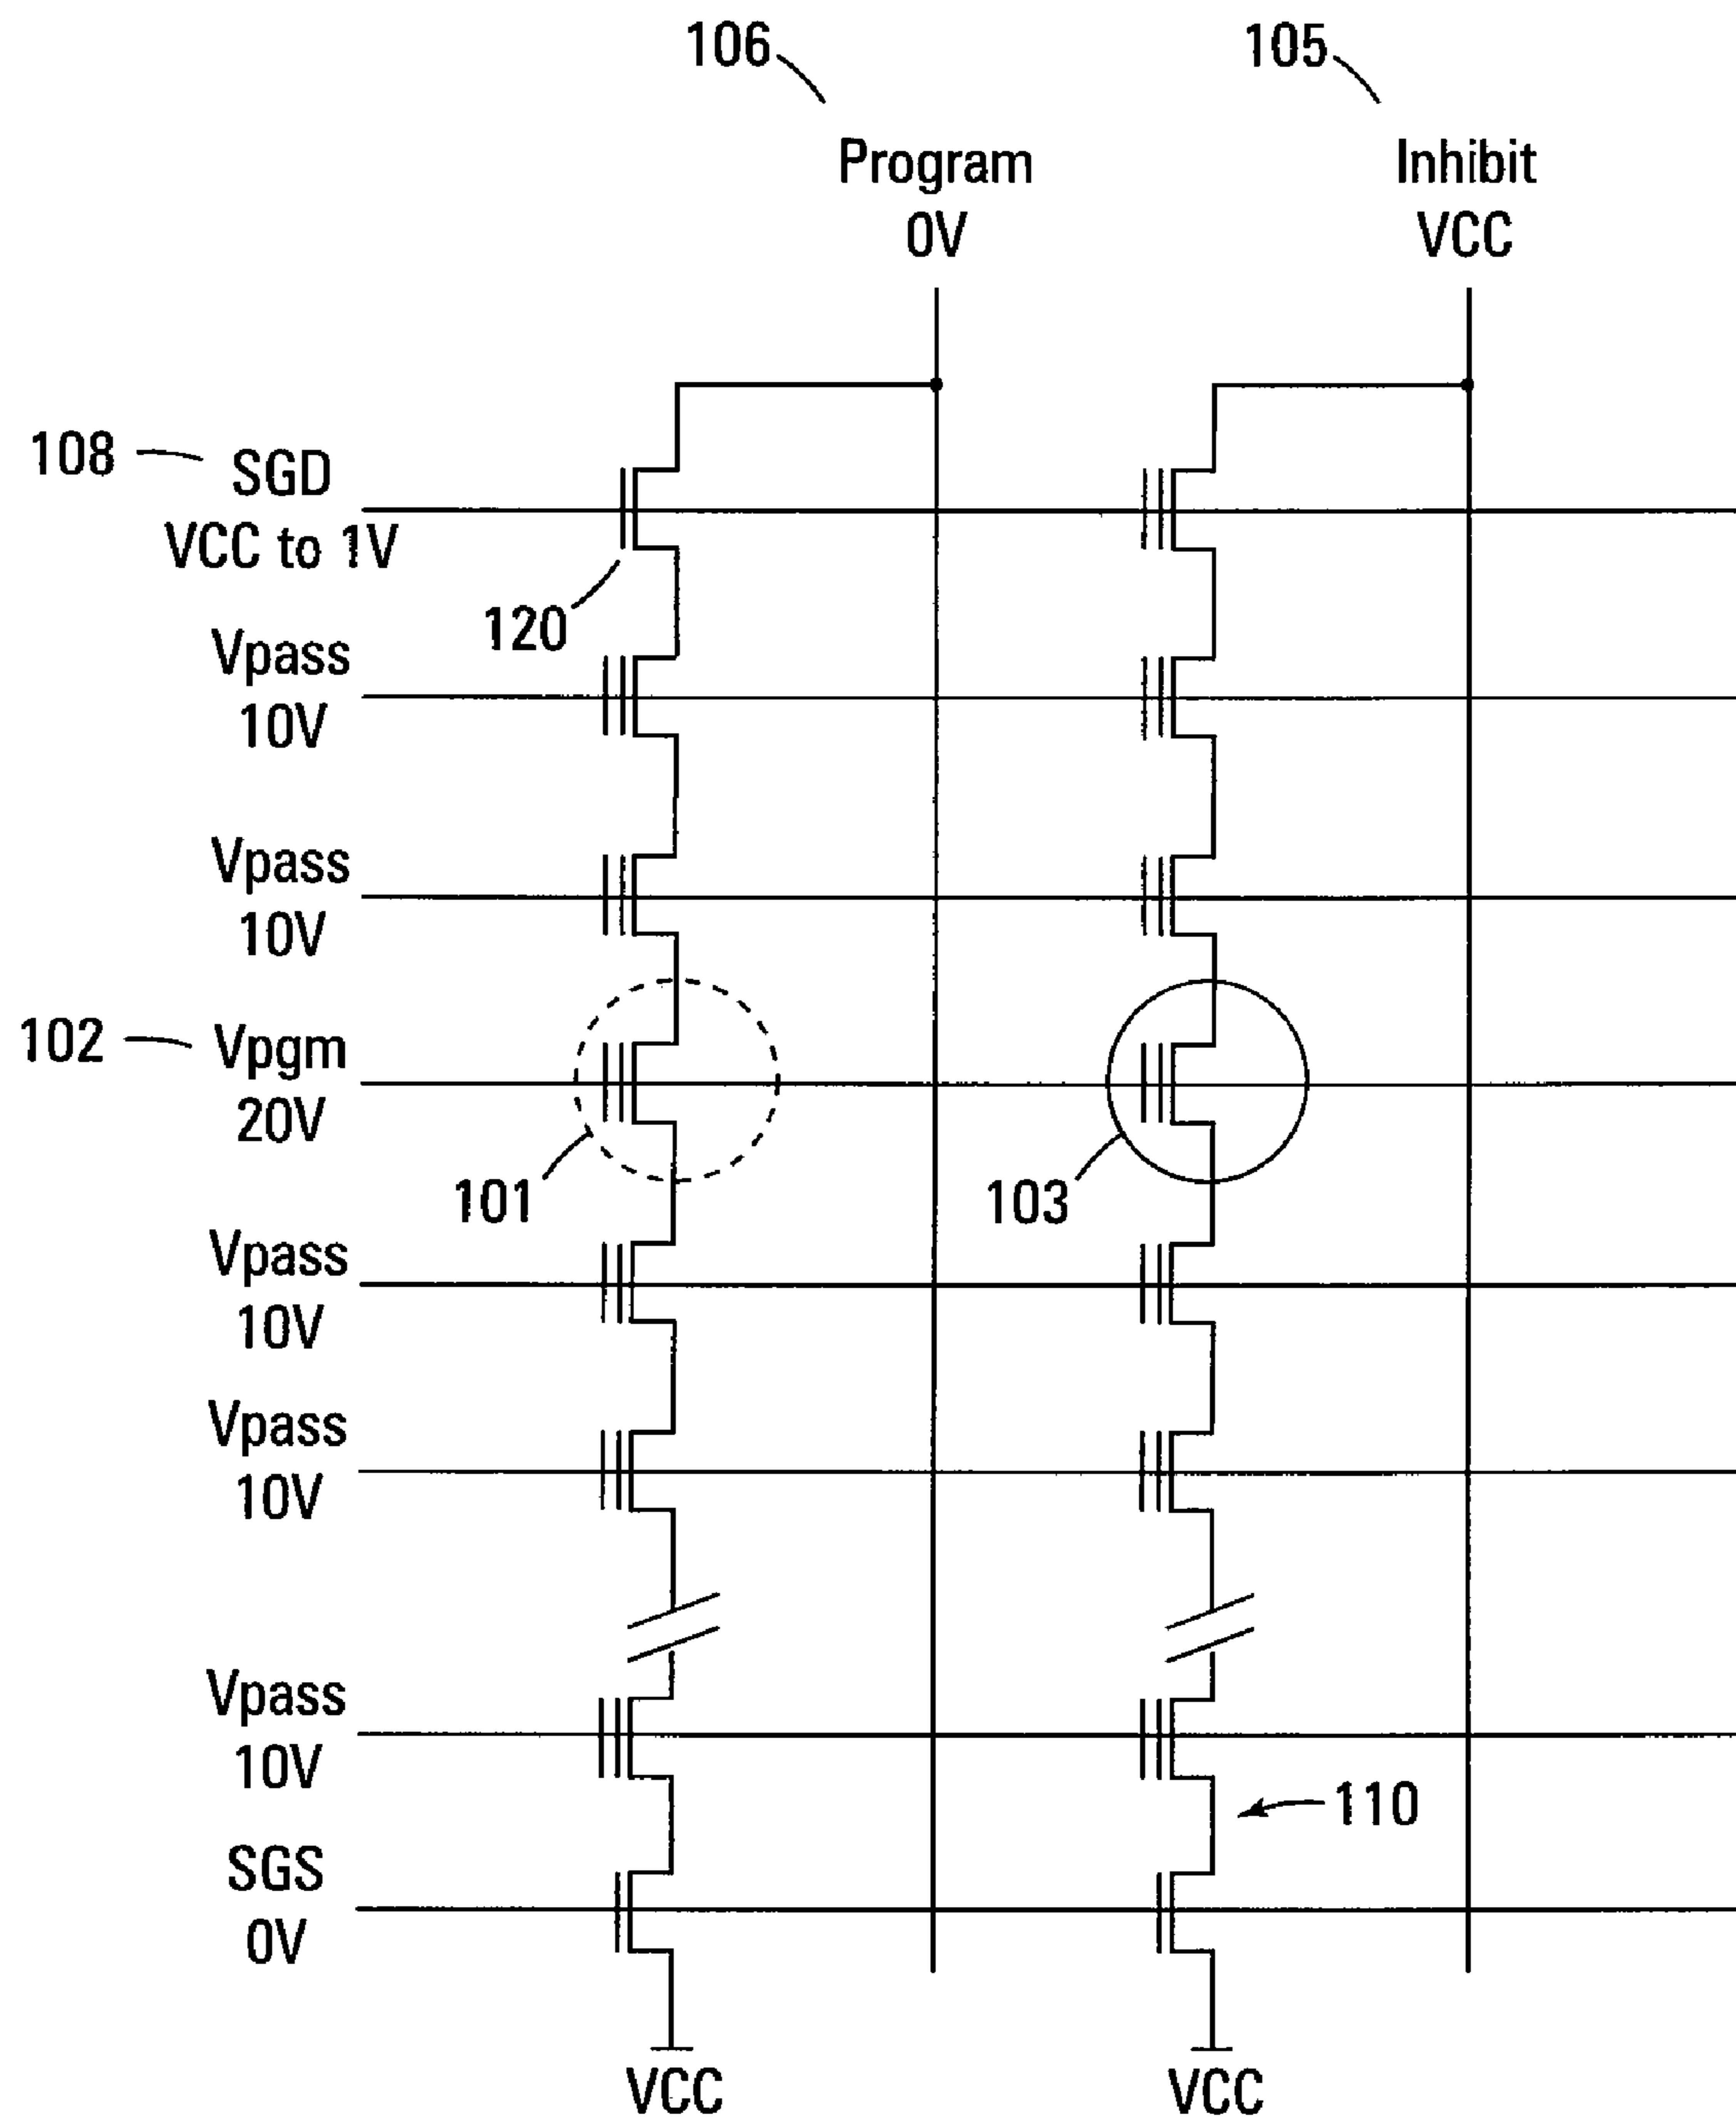 106
105
Program
0V
Inhibit
VCC
108
SGD
VCC to 1V
120
Vpass
10V
Vpass
10V
102
Vpgm
20V
101
103
Vpass
10V
Vpass
10V
Vpass
10V
110
SGS
0V
VCC
VCC